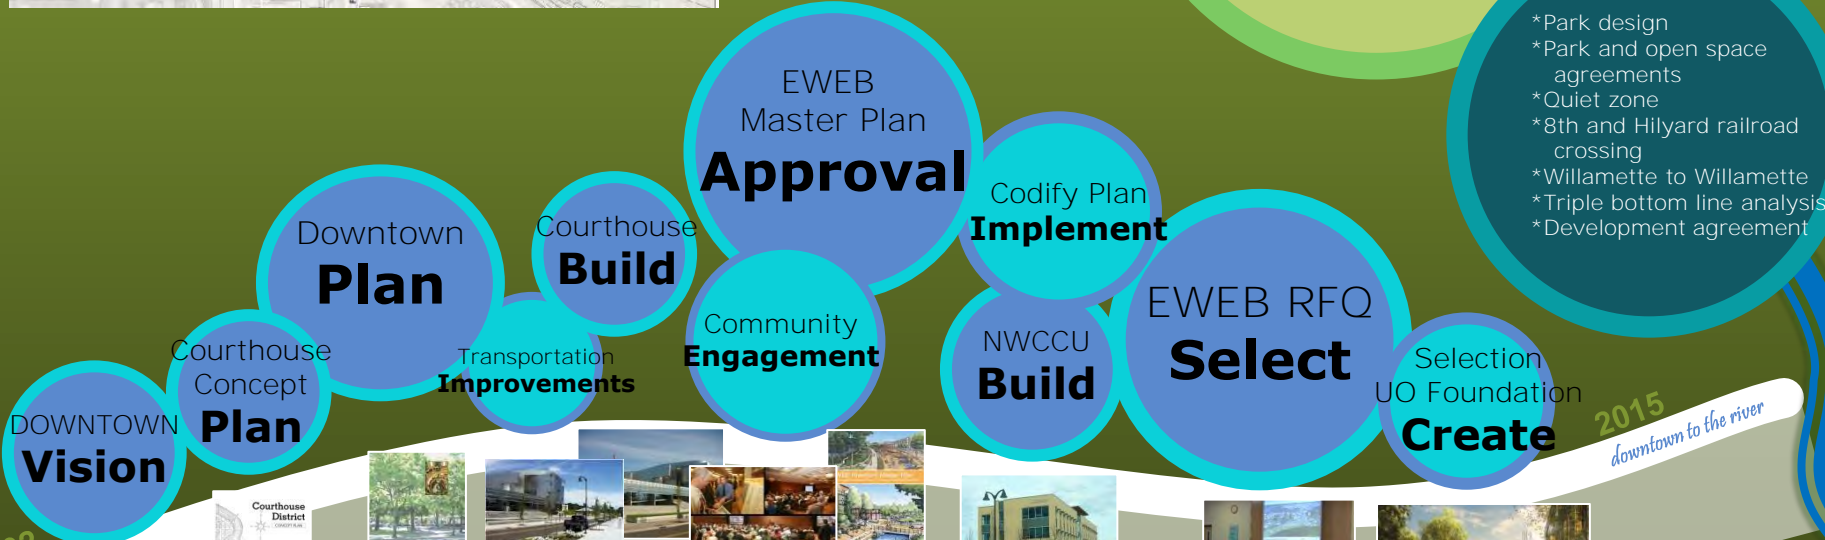 DOWNTOWN
Vision
Courthouse
Concept
Plan
Downtown
Plan
Transportation
Improvements
Courthouse
Build
EWEB
Master Plan
Approval
Community
Engagement
Codify Plan
Implement
NWCCU
Build
EWEB RFQ
Select
Selection
UO Foundation
Create
*Park design
*Park and open space
agreements
*Quiet zone
*8th and Hilyard railroad
crossing
*Willamette to Willamette
*Triple bottom line analysis
*Development agreement
2015
downtown to the river
Courthouse
District
CONCEPT PLAN